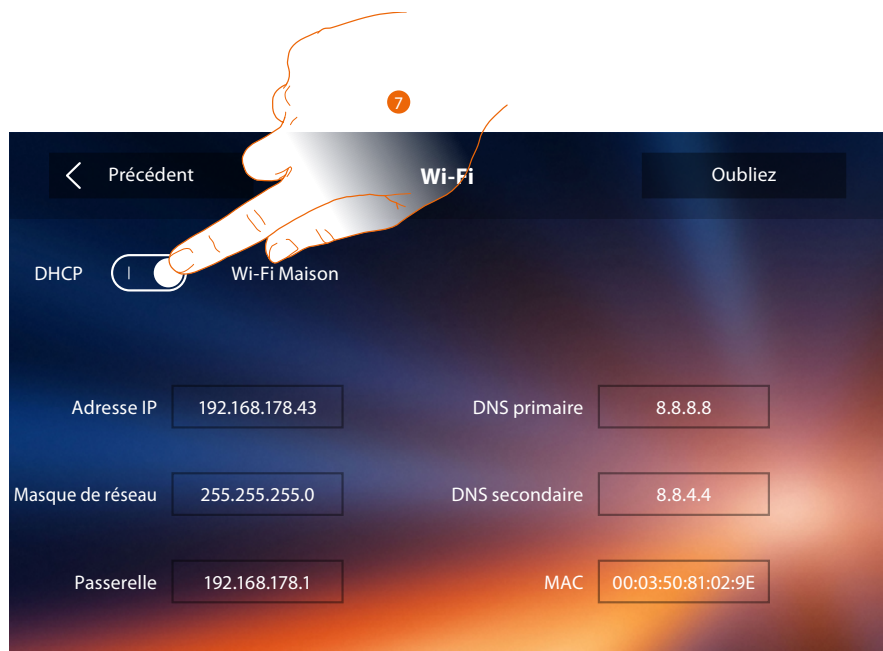 7
Précédent
Wi-Fi
Oubliez
DHCP
Wi-Fi Maison
Adresse IP
192.168.178.43
DNS primaire
8.8.8.8
Masque de réseau
255.255.255.0
DNS secondaire
8.8.4.4
Passerelle
192.168.178.1
MAC
00:03:50:81:02:9E